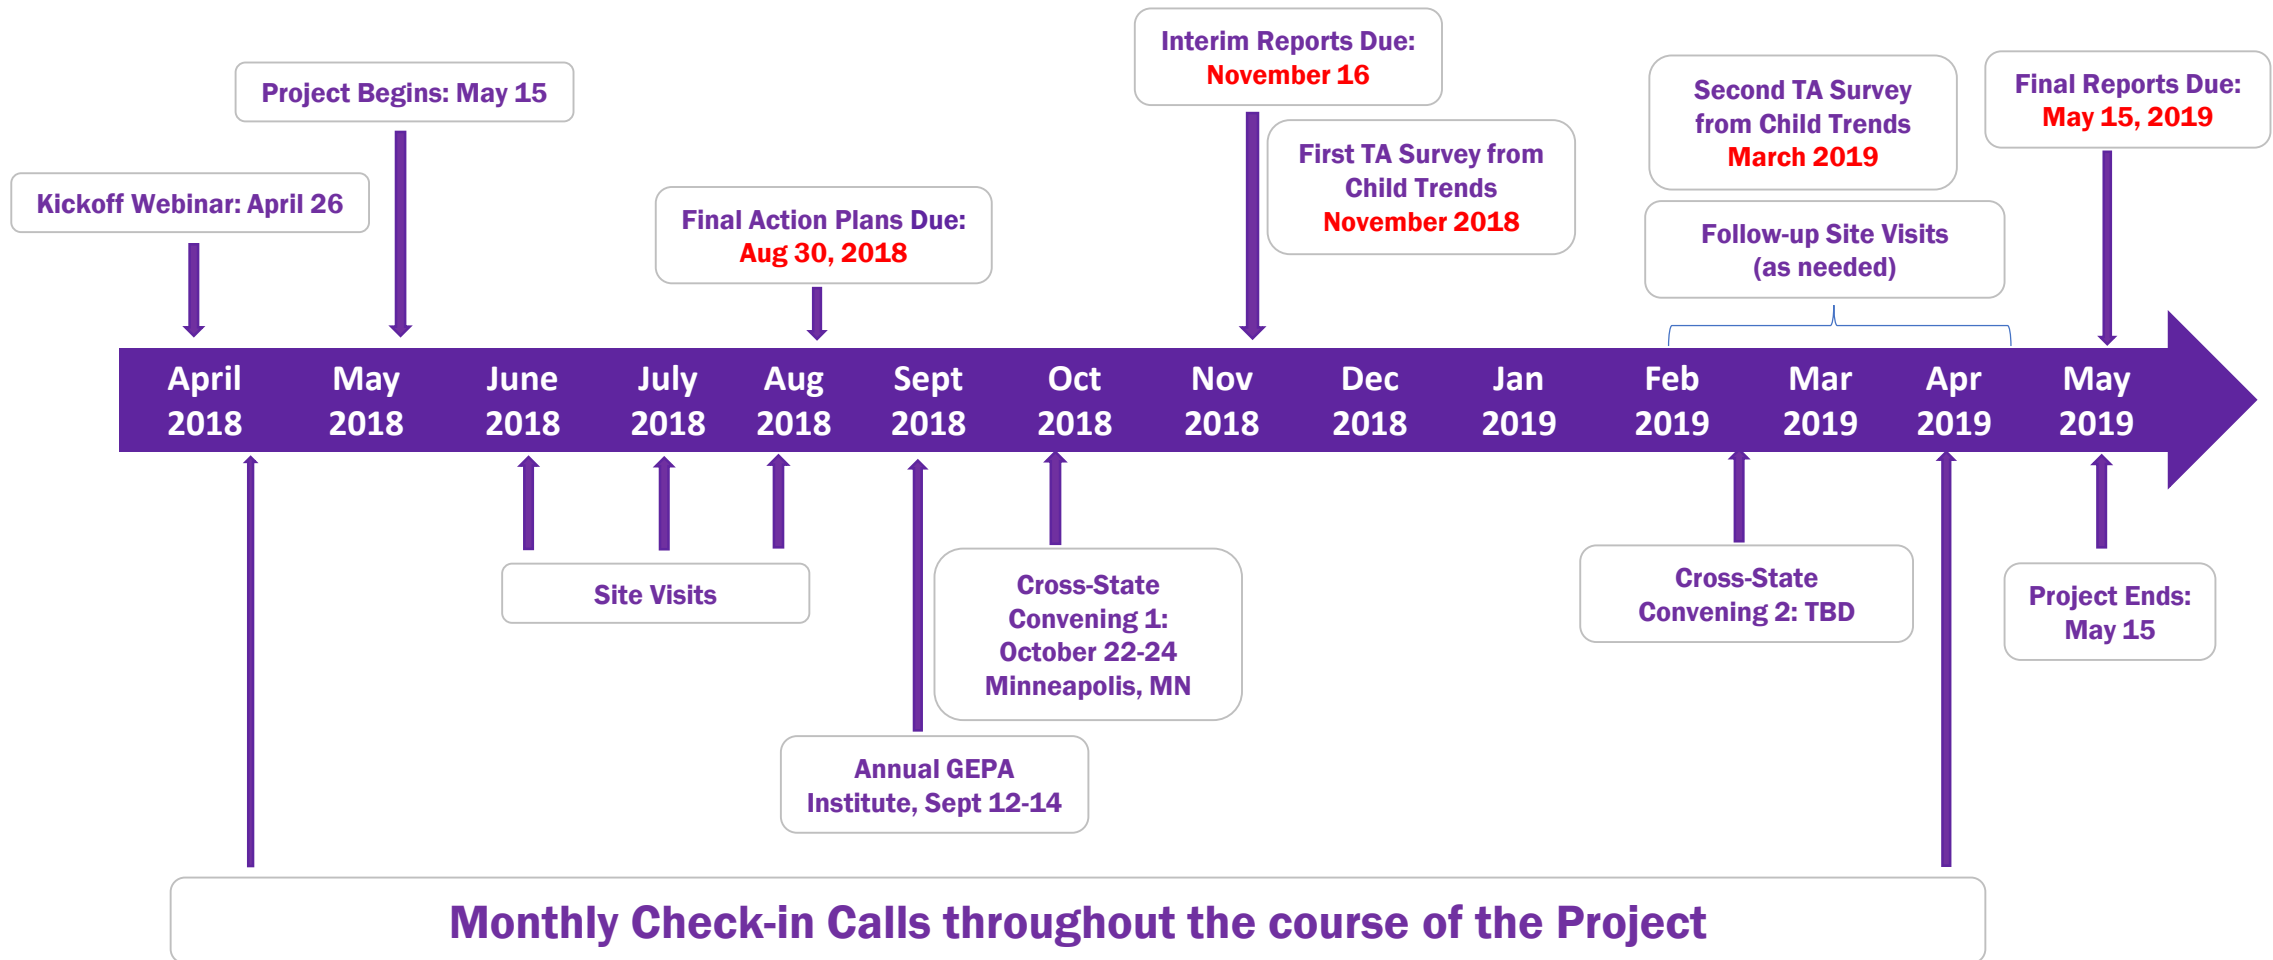 Interim Reports Due:
November 16
Project Begins: May 15
Second TA Survey
from Child Trends
March 2019
Final Reports Due:
May 15, 2019
First TA Survey from
Child Trends
November 2018
Kickoff Webinar: April 26
Final Action Plans Due:
Aug 30, 2018
Follow-up Site Visits
(as needed)
April
2018
May
2018
June
2018
July
2018
Aug
2018
Sept
2018
Oct
2018
Nov
2018
Dec
2018
Jan
2019
Feb
2019
Mar
2019
Apr
2019
May
2019
Site Visits
Cross-State
Convening 1:
October 22-24
Minneapolis, MN
Cross-State
Convening 2: TBD
Project Ends:
May 15
Annual GEPA
Institute, Sept 12-14
Monthly Check-in Calls throughout the course of the Project